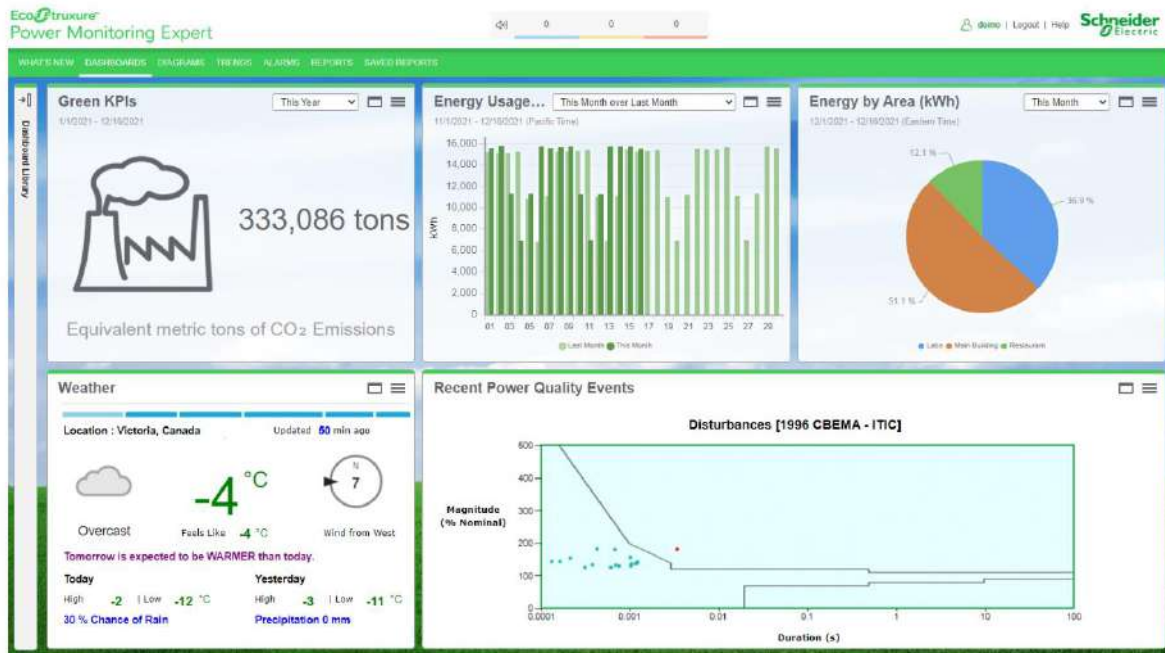 EcoStruxure™
Power Monitoring Expert
0 0 0
demo | Logout | Help
Schneider Electric
WHAT'S NEW DASHBOARDS DIAGRAMS TRENDS ALARMS REPORTS SAVED REPORTS
Dashboard Library
Green KPIs This Year
1/1/2021 - 12/16/2021
333,086 tons
Equivalent metric tons of CO₂ Emissions
Energy Usage... This Month over Last Month
11/1/2021 - 12/16/2021 (Pacific Time)
kWh
16,000
14,000
12,000
10,000
8,000
6,000
4,000
2,000
0
01 03 05 07 09 11 13 15 17 19 21 23 25 27 29
Last Month This Month
Energy by Area (kWh) This Month
12/1/2021 - 12/16/2021 (Eastern Time)
12.1 %
36.9 %
51.1 %
Labs Main Building Restaurant
Weather
Location : Victoria, Canada Updated 50 min ago
-4 °C
N
7
Overcast Feels Like -4 °C Wind from West
Tomorrow is expected to be WARMER than today.
Today Yesterday
High -2 | Low -12 °C High -3 | Low -11 °C
30 % Chance of Rain Precipitation 0 mm
Recent Power Quality Events
Disturbances [1996 CBEMA - ITIC]
Magnitude
(% Nominal)
500
400
300
200
100
0
0.0001 0.001 0.01 0.1 1 10 100
Duration (s)